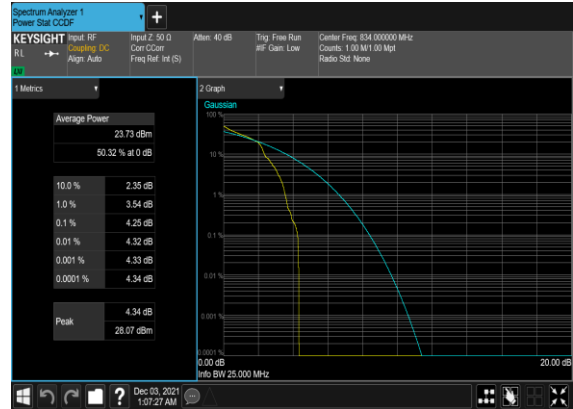 Spectrum Analyzer 1
Power Stat CCDF
KEYSIGHT
RL
Input: RF
Coupling: DC
Align: Auto
Input Z: 50 Ω
Corr CCorr
Freq Ref: Int (S)
Atten: 40 dB
Trig: Free Run
#IF Gain: Low
Center Freq: 834.000000 MHz
Counts: 1.00 M/1.00 Mpt
Radio Std: None
LXI
1 Metrics
Average Power
23.73 dBm
50.32 % at 0 dB
10.0 % 2.35 dB
1.0 % 3.54 dB
0.1 % 4.25 dB
0.01 % 4.32 dB
0.001 % 4.33 dB
0.0001 % 4.34 dB
Peak
4.34 dB
28.07 dBm
2 Graph
Gaussian
100 %
10 %
1 %
0.1 %
0.01 %
0.001 %
0.0001 %
0.00 dB
20.00 dB
Info BW 25.000 MHz
?
Dec 03, 2021
1:07:27 AM